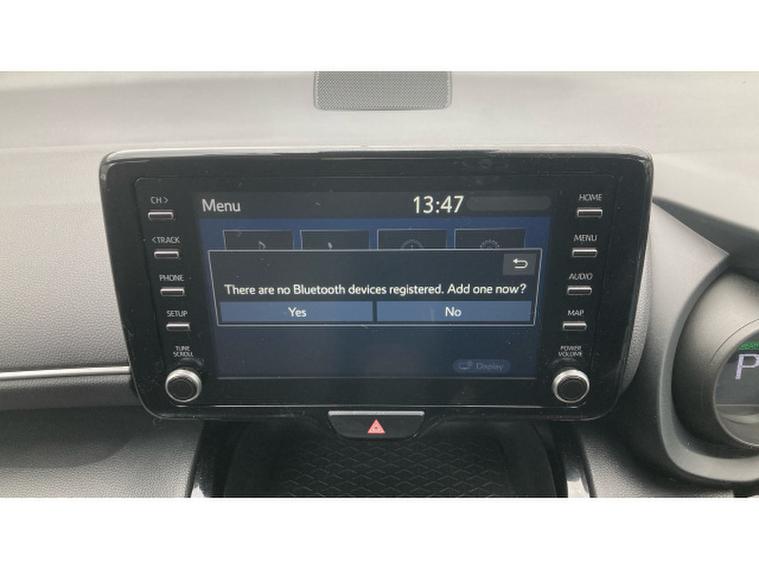 CH >
Menu
13:47
HOME
< TRACK
MENU
PHONE
There are no Bluetooth devices registered. Add one now?
AUDIO
Yes
No
SETUP
MAP
TUNE
SCROLL
POWER
VOLUME
Display
P